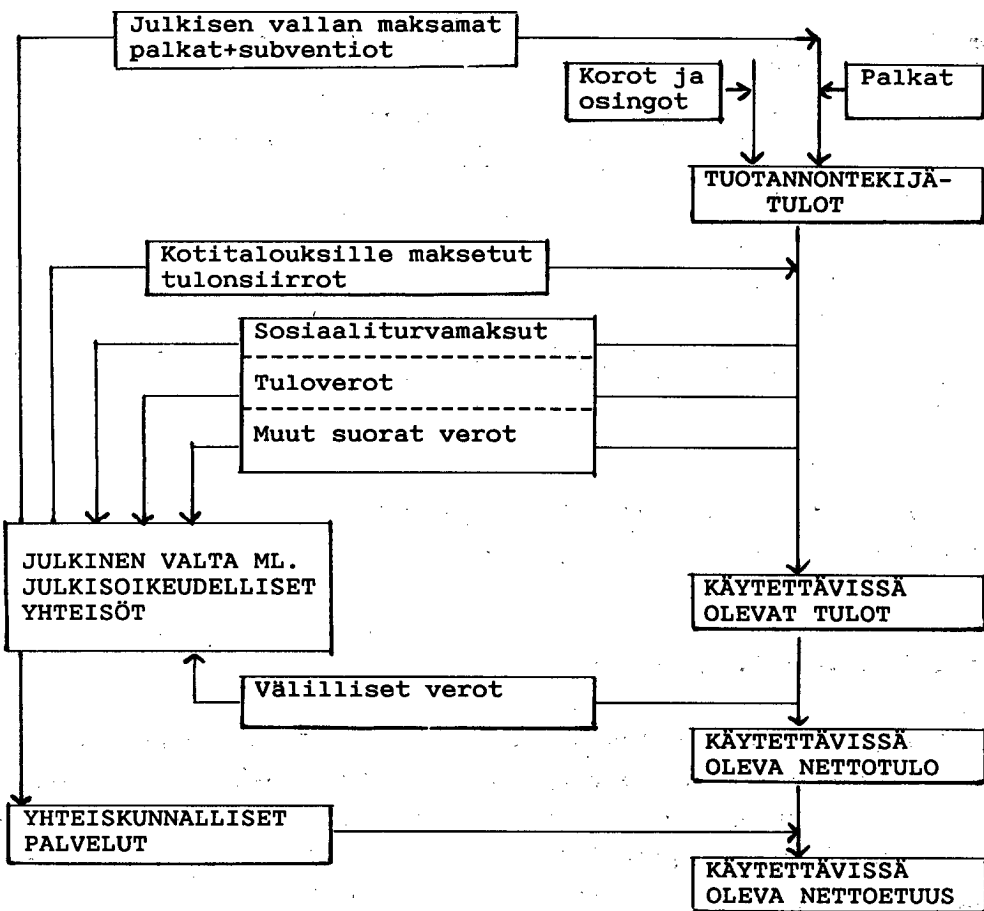 Julkisen vallan maksamat
palkat+subventiot
Korot ja
osingot
Palkat
TUOTANNONTEKIJÄ-
TULOT
Kotitalouksille maksetut
tulonsiirrot
Sosiaaliturvamaksut
Tuloverot
Muut suorat verot
JULKINEN VALTA ML.
JULKISOIKEUDELLISET
YHTEISÖT
KÄYTETTÄVISSÄ
OLEVAT TULOT
Välilliset verot
KÄYTETTÄVISSÄ
OLEVA NETTOTULO
YHTEISKUNNALLISET
PALVELUT
KÄYTETTÄVISSÄ
OLEVA NETTOETUUS